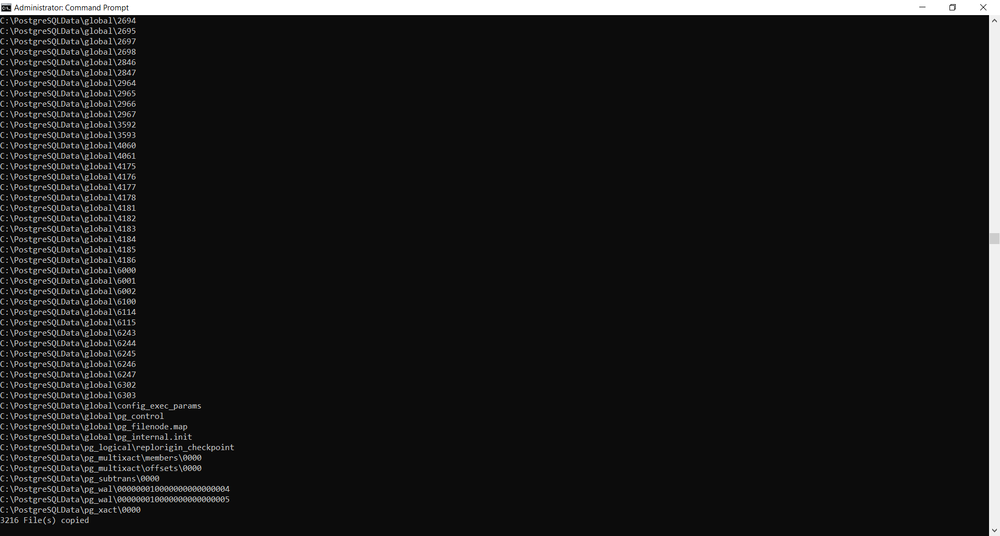 Administrator: Command Prompt
C:\PostgreSQLData\global\2694
C:\PostgreSQLData\global\2695
C:\PostgreSQLData\global\2697
C:\PostgreSQLData\global\2698
C:\PostgreSQLData\global\2846
C:\PostgreSQLData\global\2847
C:\PostgreSQLData\global\2964
C:\PostgreSQLData\global\2965
C:\PostgreSQLData\global\2966
C:\PostgreSQLData\global\2967
C:\PostgreSQLData\global\3592
C:\PostgreSQLData\global\3593
C:\PostgreSQLData\global\4060
C:\PostgreSQLData\global\4061
C:\PostgreSQLData\global\4175
C:\PostgreSQLData\global\4176
C:\PostgreSQLData\global\4177
C:\PostgreSQLData\global\4178
C:\PostgreSQLData\global\4181
C:\PostgreSQLData\global\4182
C:\PostgreSQLData\global\4183
C:\PostgreSQLData\global\4184
C:\PostgreSQLData\global\4185
C:\PostgreSQLData\global\4186
C:\PostgreSQLData\global\6000
C:\PostgreSQLData\global\6001
C:\PostgreSQLData\global\6002
C:\PostgreSQLData\global\6100
C:\PostgreSQLData\global\6114
C:\PostgreSQLData\global\6115
C:\PostgreSQLData\global\6243
C:\PostgreSQLData\global\6244
C:\PostgreSQLData\global\6245
C:\PostgreSQLData\global\6246
C:\PostgreSQLData\global\6247
C:\PostgreSQLData\global\6302
C:\PostgreSQLData\global\6303
C:\PostgreSQLData\global\config_exec_params
C:\PostgreSQLData\global\pg_control
C:\PostgreSQLData\global\pg_filenode.map
C:\PostgreSQLData\global\pg_internal.init
C:\PostgreSQLData\pg_logical\replorigin_checkpoint
C:\PostgreSQLData\pg_multixact\members\0000
C:\PostgreSQLData\pg_multixact\offsets\0000
C:\PostgreSQLData\pg_subtrans\0000
C:\PostgreSQLData\pg_wal\000000010000000000000004
C:\PostgreSQLData\pg_wal\000000010000000000000005
C:\PostgreSQLData\pg_xact\0000
3216 File(s) copied